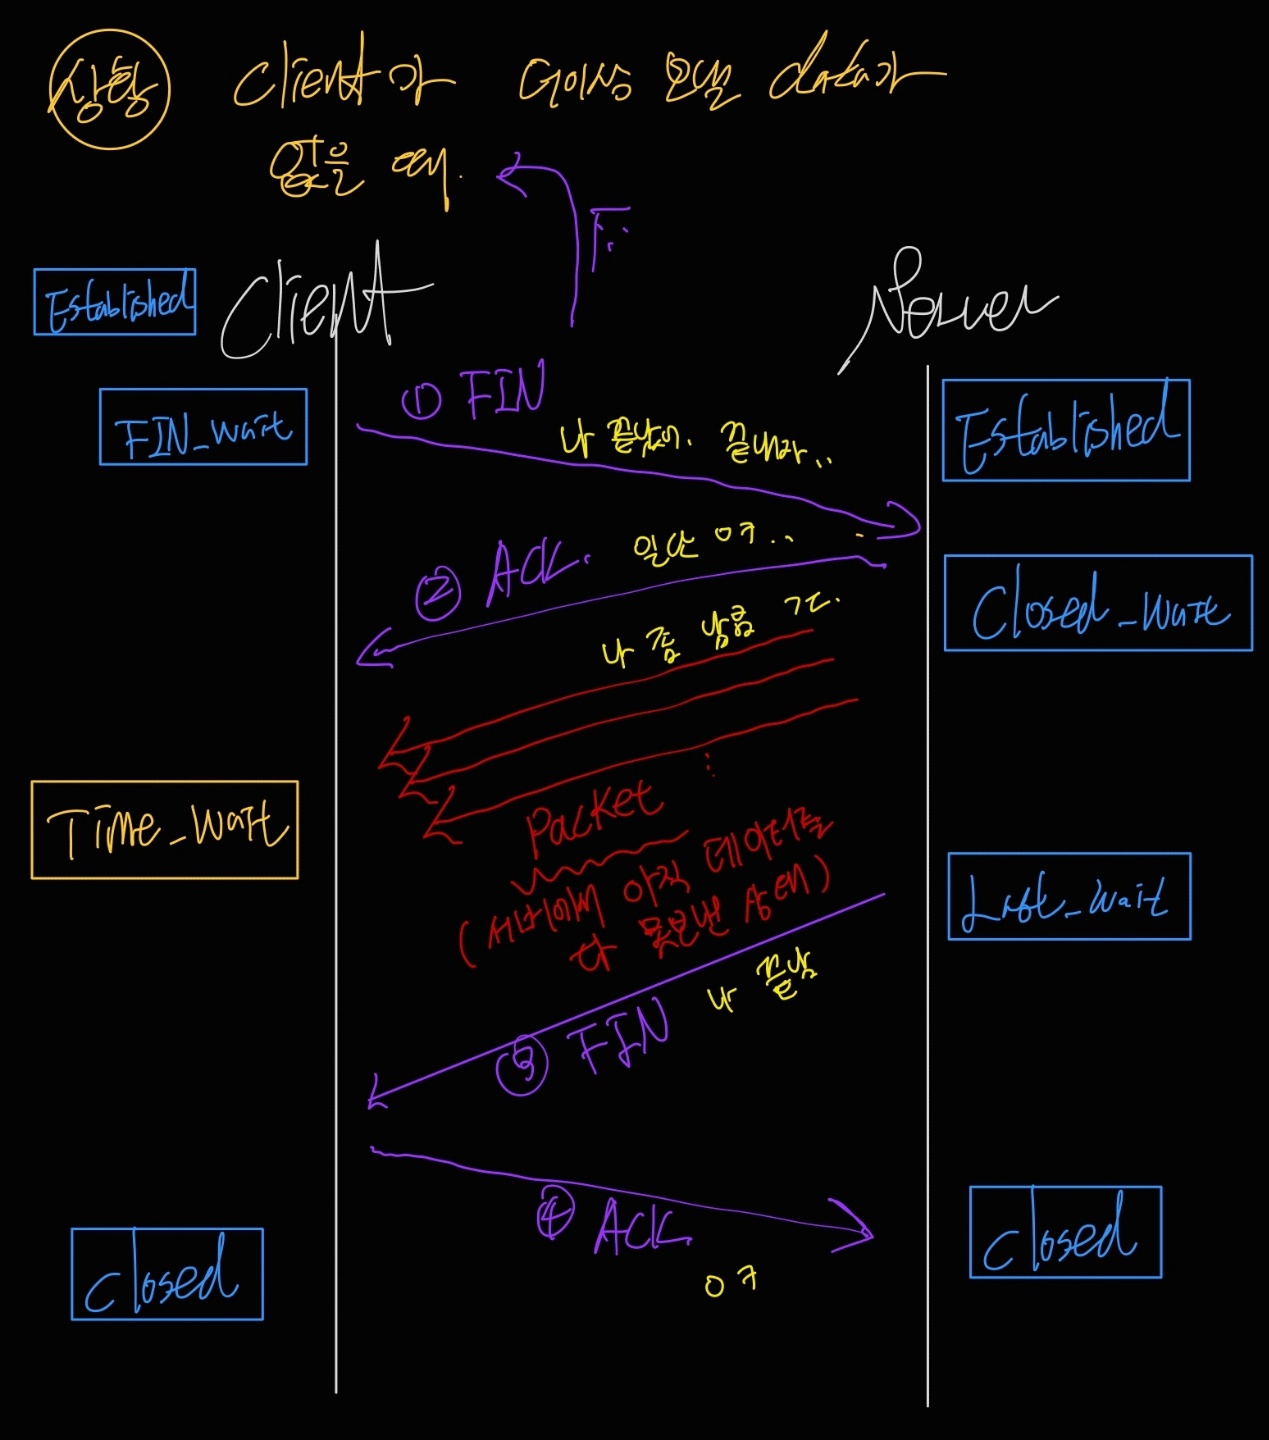 상황
Client가 더이상 보낼 data가
없을 때.
F:
Established
Client
Server
① FIN
FIN_wait
나 끝났어. 끝내자..
Established
② ACK.
일단 ㅇㅋ..
Closed_wait
나 좀 남음 ㄱㄷ.
Packet
Time_wait
(서버에서 아직 데이터를
다 못보낸 상태)
Last_wait
나 끝남
③ FIN
④ ACK
ㅇㅋ
Closed
Closed